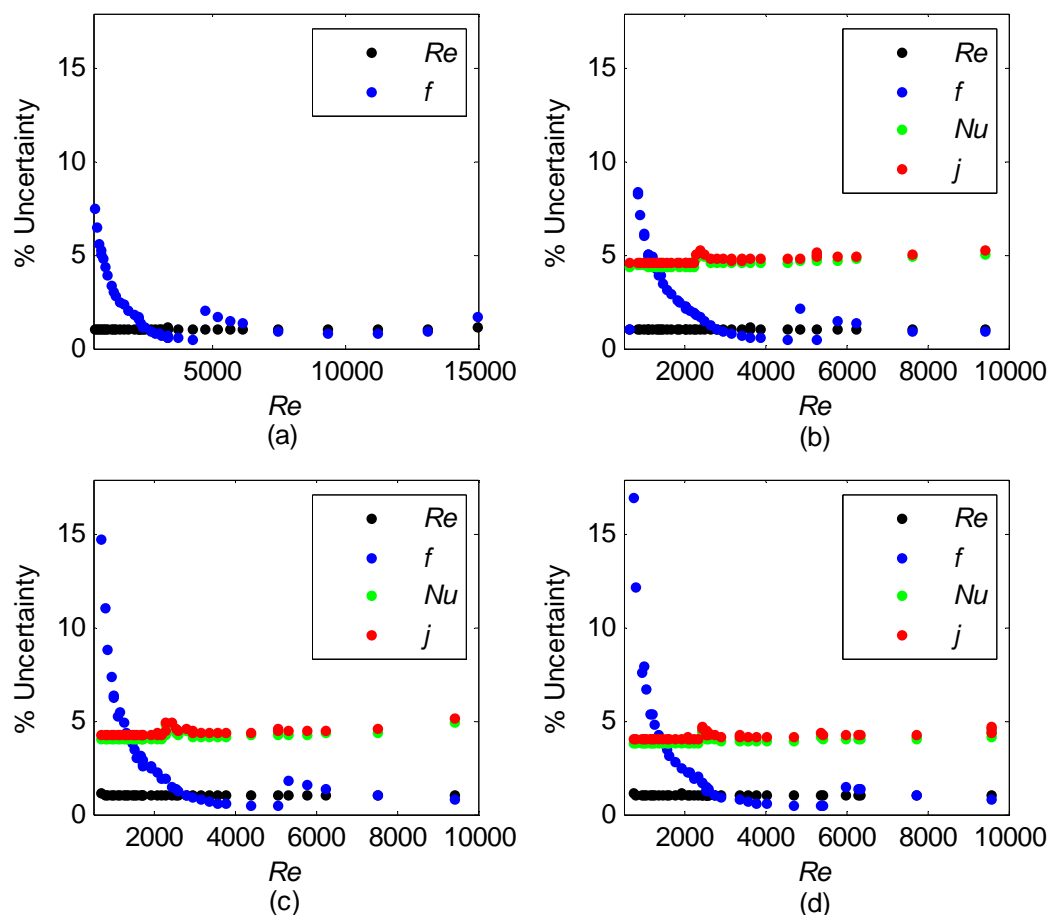 % Uncertainty
15
10
5
0
5000
10000
15000
Re
(a)
Re
f
% Uncertainty
15
10
5
0
2000
4000
6000
8000
10000
Re
(b)
Re
f
Nu
j
% Uncertainty
15
10
5
0
2000
4000
6000
8000
10000
Re
(c)
Re
f
Nu
j
% Uncertainty
15
10
5
0
2000
4000
6000
8000
10000
Re
(d)
Re
f
Nu
j